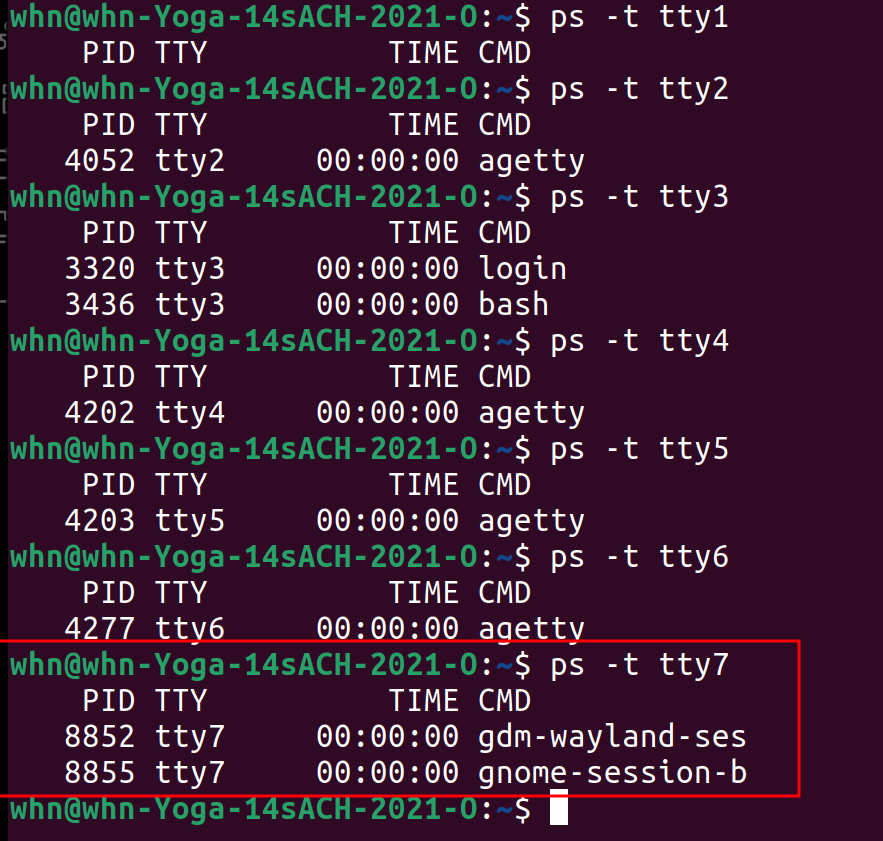 whn@whn-Yoga-14sACH-2021-O:~$ ps -t tty1
    PID TTY          TIME CMD
whn@whn-Yoga-14sACH-2021-O:~$ ps -t tty2
    PID TTY          TIME CMD
   4052 tty2     00:00:00 agetty
whn@whn-Yoga-14sACH-2021-O:~$ ps -t tty3
    PID TTY          TIME CMD
   3320 tty3     00:00:00 login
   3436 tty3     00:00:00 bash
whn@whn-Yoga-14sACH-2021-O:~$ ps -t tty4
    PID TTY          TIME CMD
   4202 tty4     00:00:00 agetty
whn@whn-Yoga-14sACH-2021-O:~$ ps -t tty5
    PID TTY          TIME CMD
   4203 tty5     00:00:00 agetty
whn@whn-Yoga-14sACH-2021-O:~$ ps -t tty6
    PID TTY          TIME CMD
   4277 tty6     00:00:00 agetty
whn@whn-Yoga-14sACH-2021-O:~$ ps -t tty7
    PID TTY          TIME CMD
   8852 tty7     00:00:00 gdm-wayland-ses
   8855 tty7     00:00:00 gnome-session-b
whn@whn-Yoga-14sACH-2021-O:~$